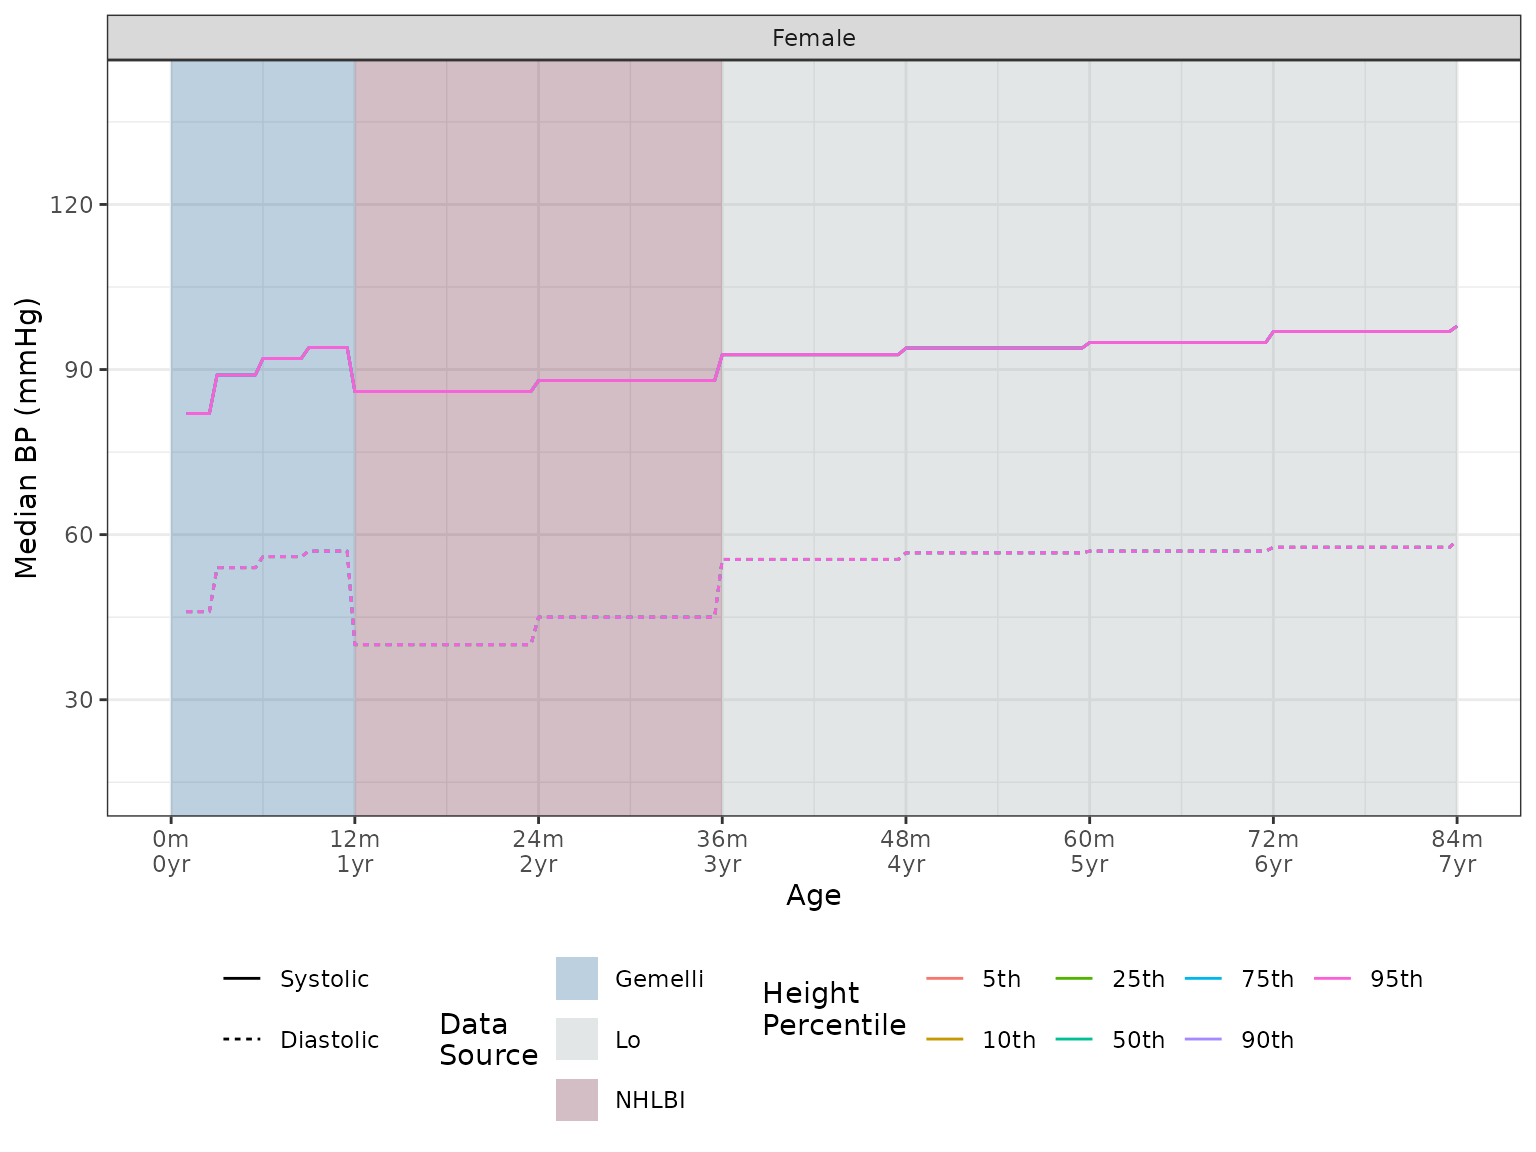 Female
Median BP (mmHg)
120
90
60
30
0m 12m 24m 36m 48m 60m 72m 84m
0yr 1yr 2yr 3yr 4yr 5yr 6yr 7yr
Age
Systolic
Diastolic
Data
Source
Gemelli
Lo
NHLBI
Height
Percentile
5th 25th 75th 95th
10th 50th 90th